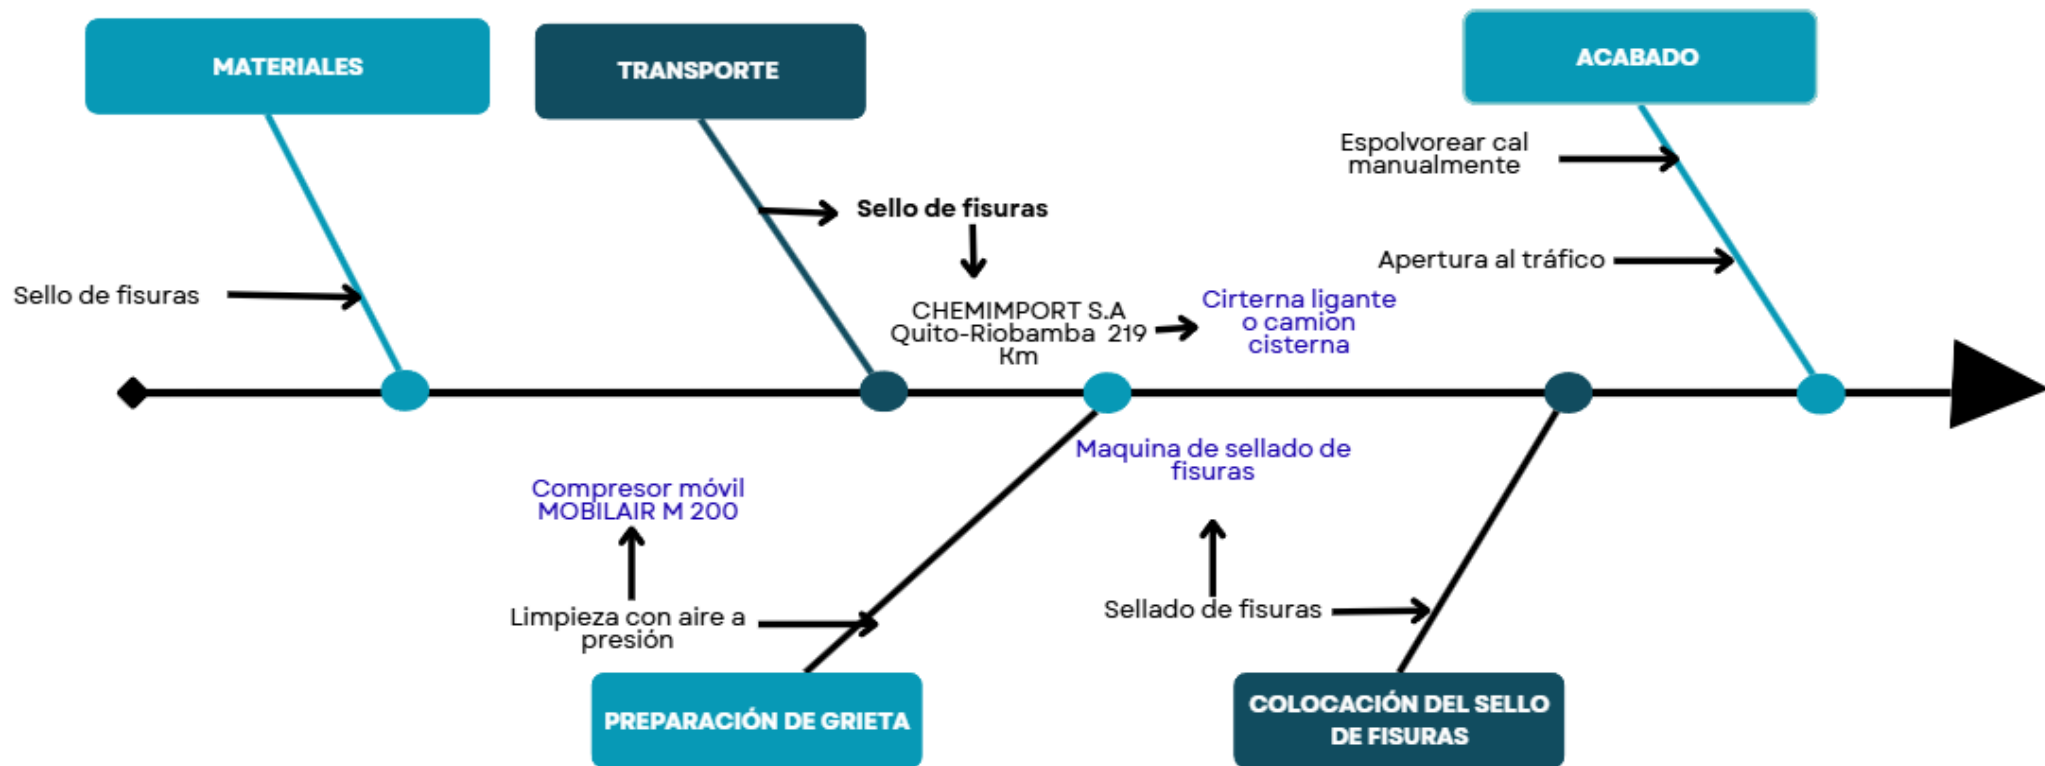 MATERIALES
TRANSPORTE
ACABADO
Espolvorear cal
manualmente
Sello de fisuras
Apertura al tráfico
Sello de fisuras
CHEMIMPORT S.A
Quito-Riobamba 219
Km
Cirterna ligante
o camion
cisterna
Maquina de sellado de
fisuras
Compresor móvil
MOBILAIR M 200
Limpieza con aire a
presión
Sellado de fisuras
PREPARACIÓN DE GRIETA
COLOCACIÓN DEL SELLO
DE FISURAS